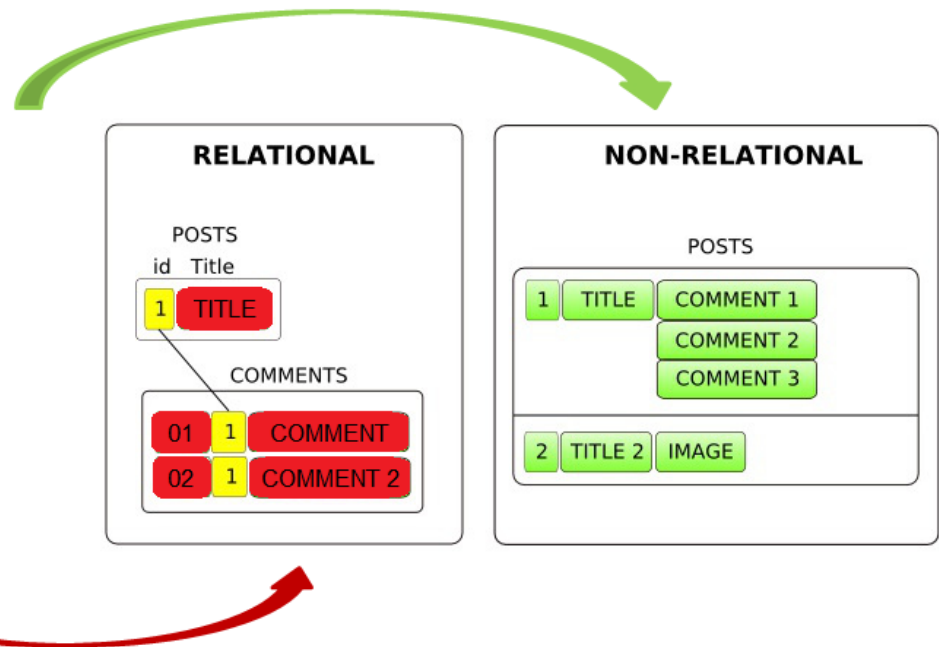 RELATIONAL
POSTS
id Title
1 TITLE
COMMENTS
01 1 COMMENT
02 1 COMMENT 2
NON-RELATIONAL
POSTS
1 TITLE COMMENT 1
COMMENT 2
COMMENT 3
2 TITLE 2 IMAGE